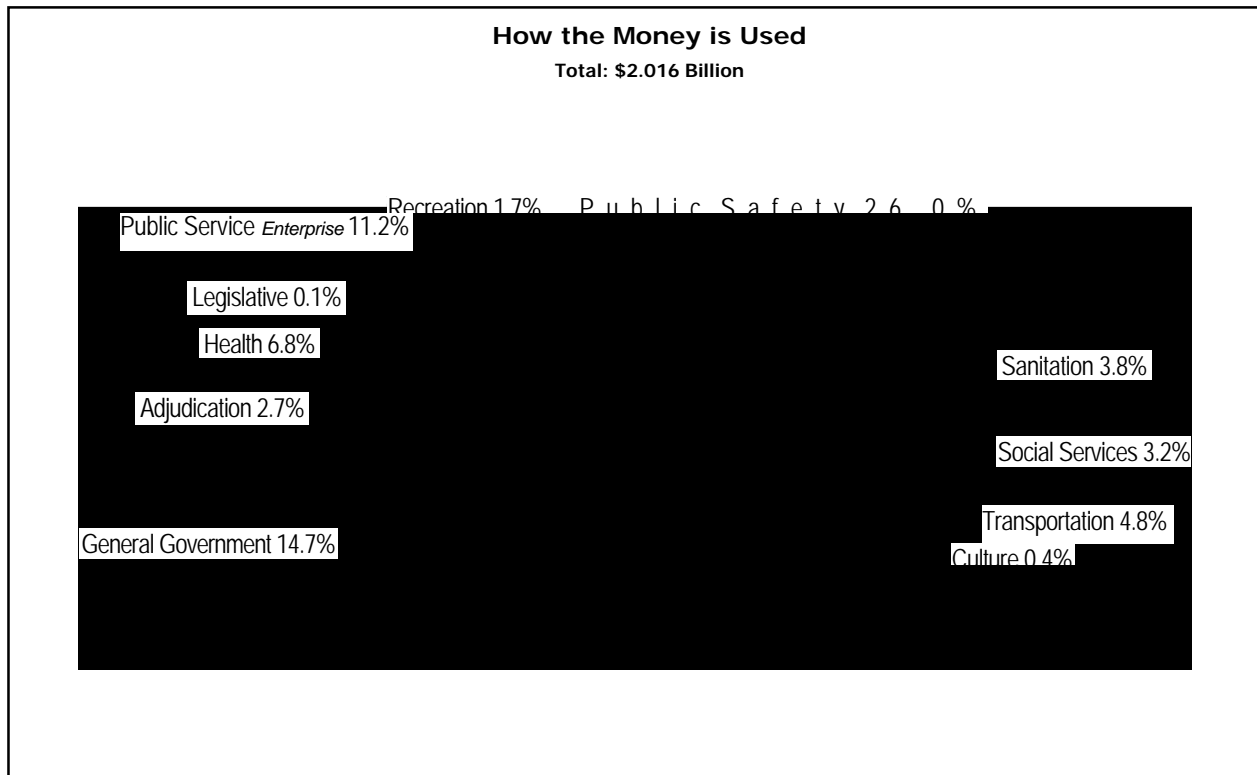 How the Money is Used
Total: $2.016 Billion
Recreation 1.7%
Public Safety 26.0%
Public Service Enterprise 11.2%
Legislative 0.1%
Health 6.8%
Sanitation 3.8%
Adjudication 2.7%
Social Services 3.2%
Transportation 4.8%
General Government 14.7%
Culture 0.4%